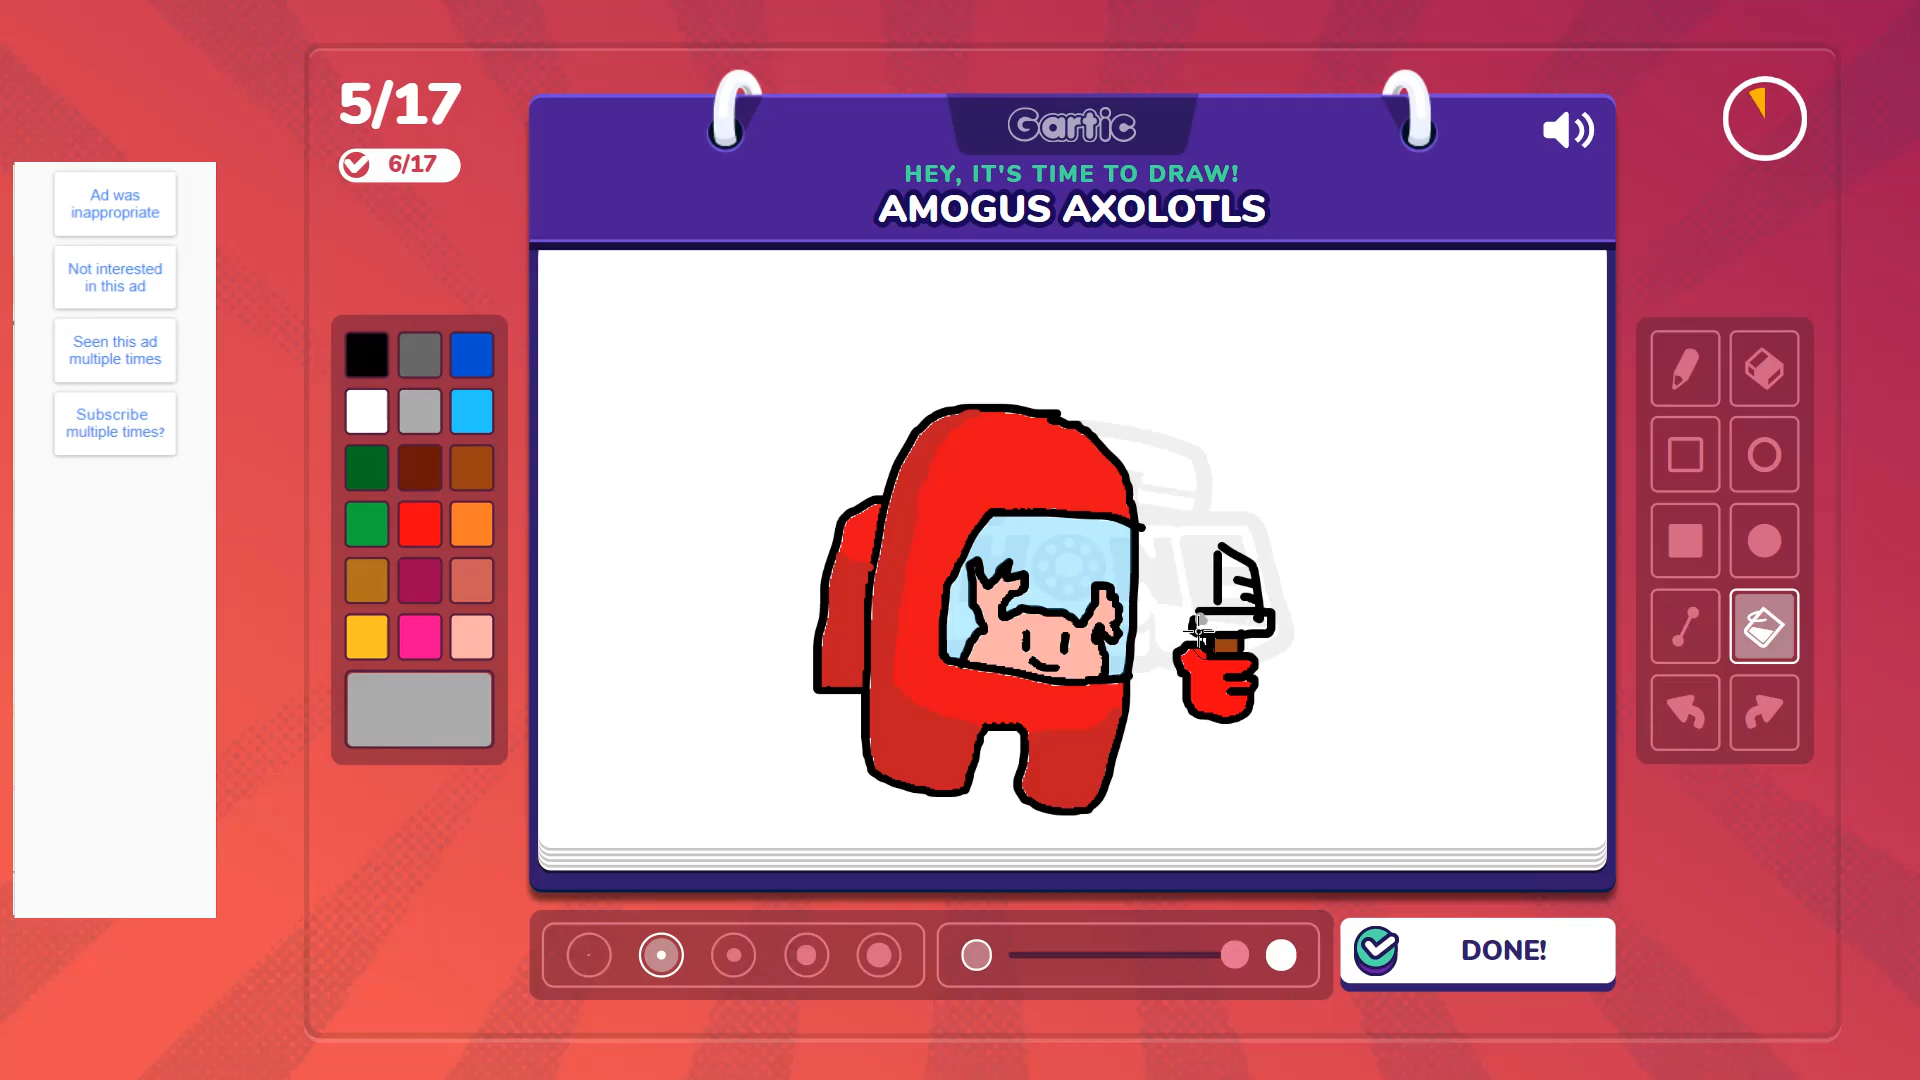 5/17
6/17
Gartic
HEY, IT'S TIME TO DRAW!
AMOGUS AXOLOTLS
Ad was
inappropriate
Not interested
in this ad
Seen this ad
multiple times
Subscribe
multiple times?
DONE!